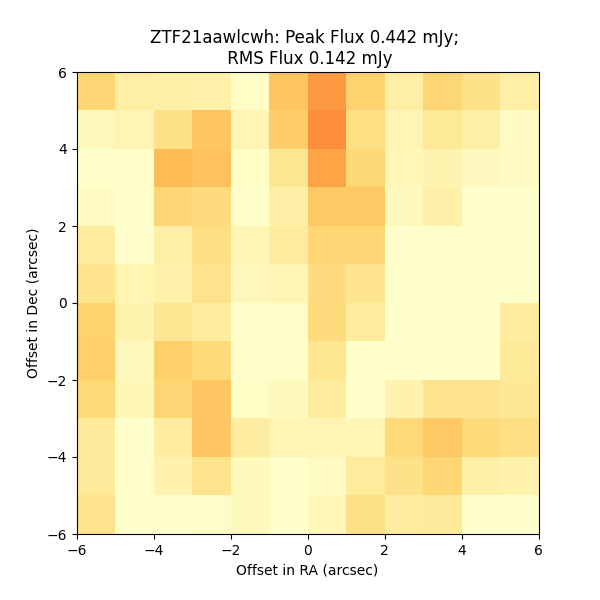 ZTF21aawlcwh: Peak Flux 0.442 mJy;
RMS Flux 0.142 mJy
6
4
2
0
−2
−4
−6
Offset in Dec (arcsec)
−6 −4 −2 0 2 4 6
Offset in RA (arcsec)